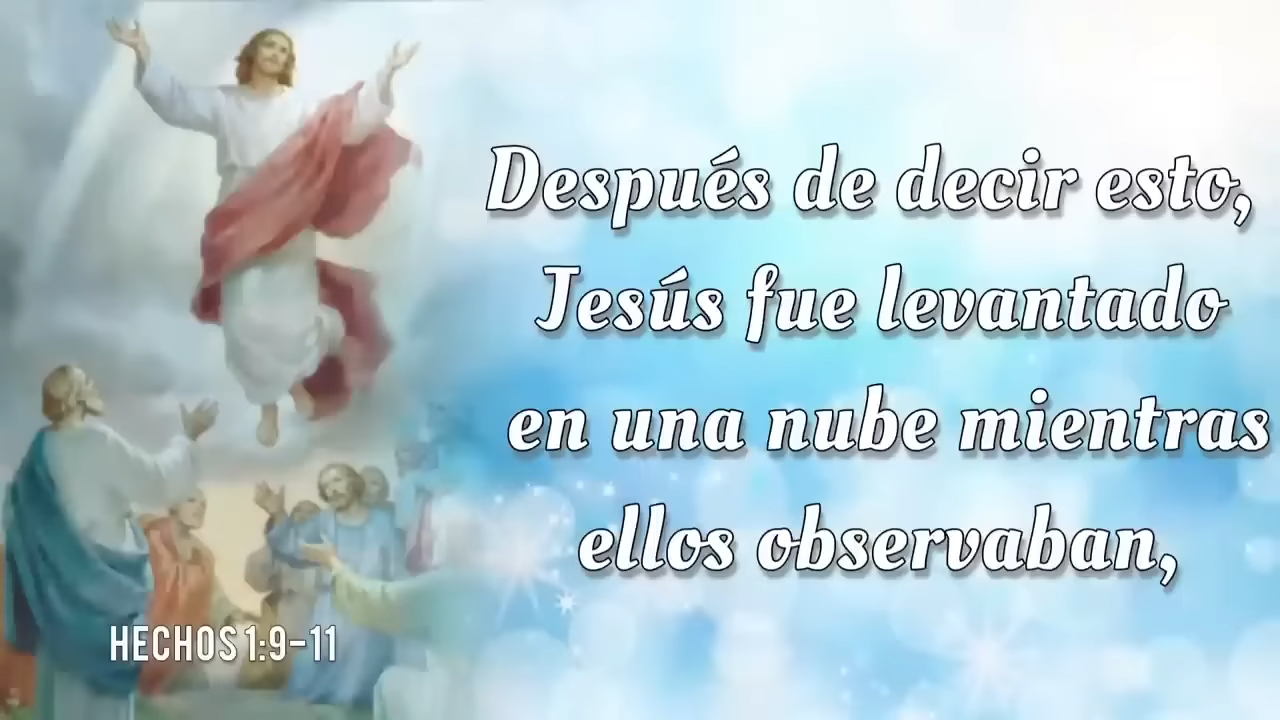 Después de decir esto,
Jesús fue levantado
en una nube mientras
ellos observaban,
HECHOS 1:9-11